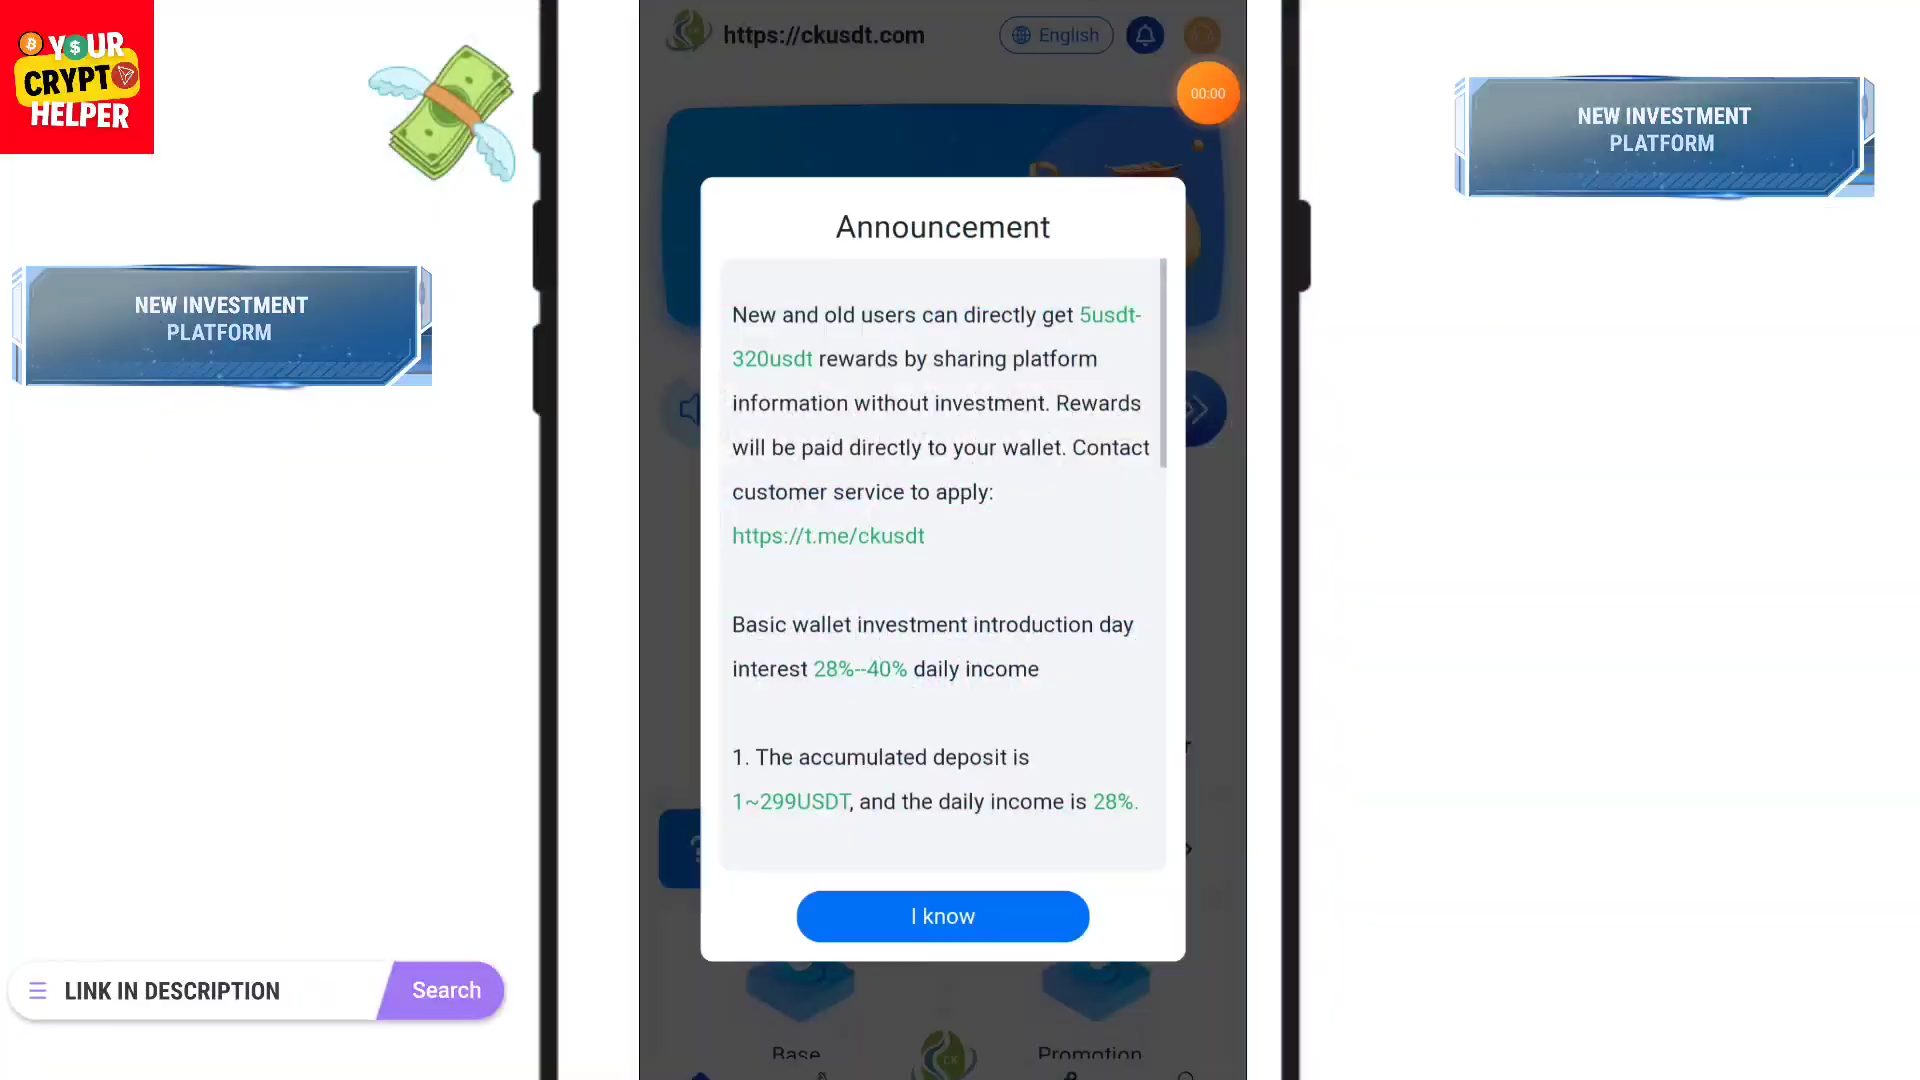 YOUR
CRYPTO
HELPER
https://ckusdt.com
English
00:00
NEW INVESTMENT
PLATFORM
NEW INVESTMENT
PLATFORM
Announcement
New and old users can directly get 5usdt-
320usdt rewards by sharing platform
information without investment. Rewards
will be paid directly to your wallet. Contact
customer service to apply:
https://t.me/ckusdt
Basic wallet investment introduction day
interest 28%--40% daily income
1. The accumulated deposit is
1~299USDT, and the daily income is 28%.
I know
LINK IN DESCRIPTION
Search
Base
CK
Promotion